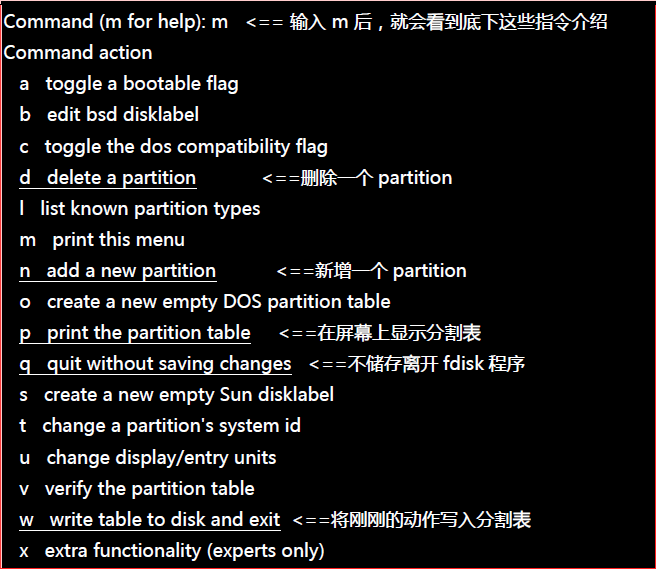 Command (m for help): m <== 输入 m 后，就会看到底下这些指令介绍
Command action
a toggle a bootable flag
b edit bsd disklabel
c toggle the dos compatibility flag
d delete a partition <==删除一个 partition
l list known partition types
m print this menu
n add a new partition <==新增一个 partition
o create a new empty DOS partition table
p print the partition table <==在屏幕上显示分割表
q quit without saving changes <==不储存离开 fdisk 程序
s create a new empty Sun disklabel
t change a partition's system id
u change display/entry units
v verify the partition table
w write table to disk and exit <==将刚刚的动作写入分割表
x extra functionality (experts only)